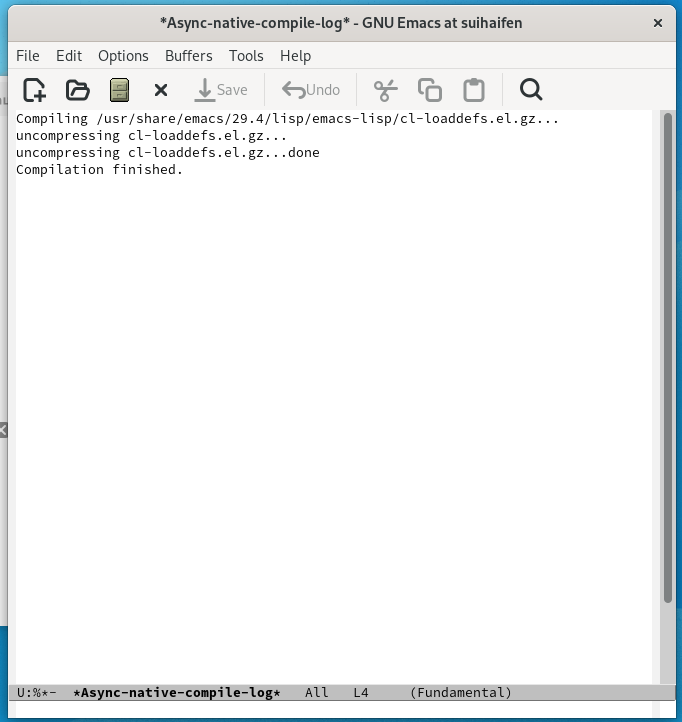 *Async-native-compile-log* - GNU Emacs at suihaifen
File Edit Options Buffers Tools Help
Save Undo
Compiling /usr/share/emacs/29.4/lisp/emacs-lisp/cl-loaddefs.el.gz...
uncompressing cl-loaddefs.el.gz...
uncompressing cl-loaddefs.el.gz...done
Compilation finished.
U:%*- *Async-native-compile-log* All L4 (Fundamental)